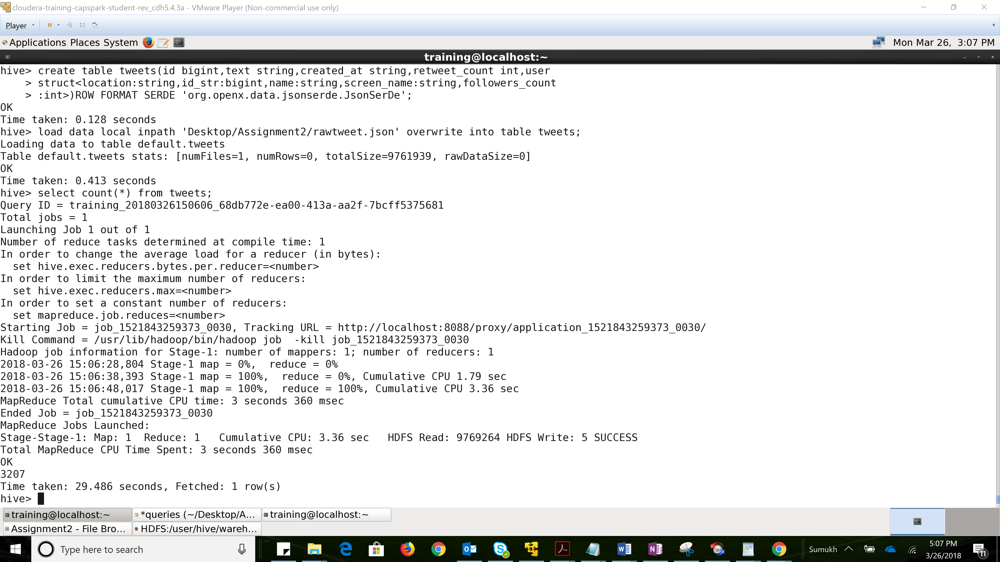 cloudera-training-capspark-student-rev_cdh5.4.3a - VMware Player (Non-commercial use only)
Player
Applications Places System
Mon Mar 26,  3:07 PM
training@localhost:~
hive> create table tweets(id bigint,text string,created_at string,retweet_count int,user
    > struct<location:string,id_str:bigint,name:string,screen_name:string,followers_count
    > :int>)ROW FORMAT SERDE 'org.openx.data.jsonserde.JsonSerDe';
OK
Time taken: 0.128 seconds
hive> load data local inpath 'Desktop/Assignment2/rawtweet.json' overwrite into table tweets;
Loading data to table default.tweets
Table default.tweets stats: [numFiles=1, numRows=0, totalSize=9761939, rawDataSize=0]
OK
Time taken: 0.413 seconds
hive> select count(*) from tweets;
Query ID = training_20180326150606_68db772e-ea00-413a-aa2f-7bcff5375681
Total jobs = 1
Launching Job 1 out of 1
Number of reduce tasks determined at compile time: 1
In order to change the average load for a reducer (in bytes):
  set hive.exec.reducers.bytes.per.reducer=<number>
In order to limit the maximum number of reducers:
  set hive.exec.reducers.max=<number>
In order to set a constant number of reducers:
  set mapreduce.job.reduces=<number>
Starting Job = job_1521843259373_0030, Tracking URL = http://localhost:8088/proxy/application_1521843259373_0030/
Kill Command = /usr/lib/hadoop/bin/hadoop job  -kill job_1521843259373_0030
Hadoop job information for Stage-1: number of mappers: 1; number of reducers: 1
2018-03-26 15:06:28,804 Stage-1 map = 0%,  reduce = 0%
2018-03-26 15:06:38,393 Stage-1 map = 100%,  reduce = 0%, Cumulative CPU 1.79 sec
2018-03-26 15:06:48,017 Stage-1 map = 100%,  reduce = 100%, Cumulative CPU 3.36 sec
MapReduce Total cumulative CPU time: 3 seconds 360 msec
Ended Job = job_1521843259373_0030
MapReduce Jobs Launched:
Stage-Stage-1: Map: 1  Reduce: 1   Cumulative CPU: 3.36 sec   HDFS Read: 9769264 HDFS Write: 5 SUCCESS
Total MapReduce CPU Time Spent: 3 seconds 360 msec
OK
3207
Time taken: 29.486 seconds, Fetched: 1 row(s)
hive>
training@localhost:~
*queries (~/Desktop/A...
training@localhost:~
Assignment2 - File Bro...
HDFS:/user/hive/wareh...
Type here to search
Sumukh
5:07 PM
3/26/2018
11